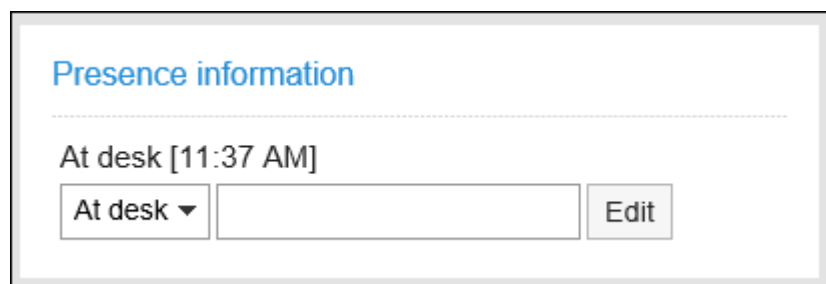 Presence information
At desk [11:37 AM]
At desk Edit